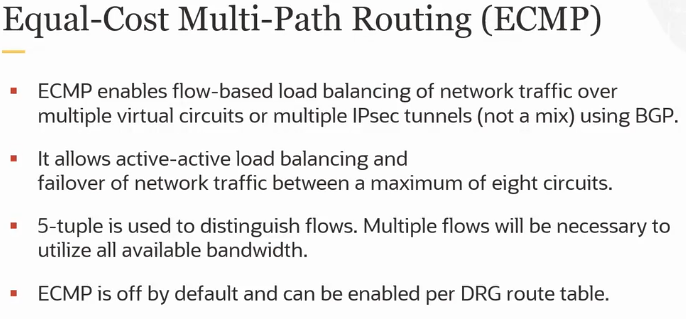 Equal-Cost Multi-Path Routing (ECMP)
ECMP enables flow-based load balancing of network traffic over
multiple virtual circuits or multiple IPsec tunnels (not a mix) using BGP.
It allows active-active load balancing and
failover of network traffic between a maximum of eight circuits.
5-tuple is used to distinguish flows. Multiple flows will be necessary to
utilize all available bandwidth.
ECMP is off by default and can be enabled per DRG route table.